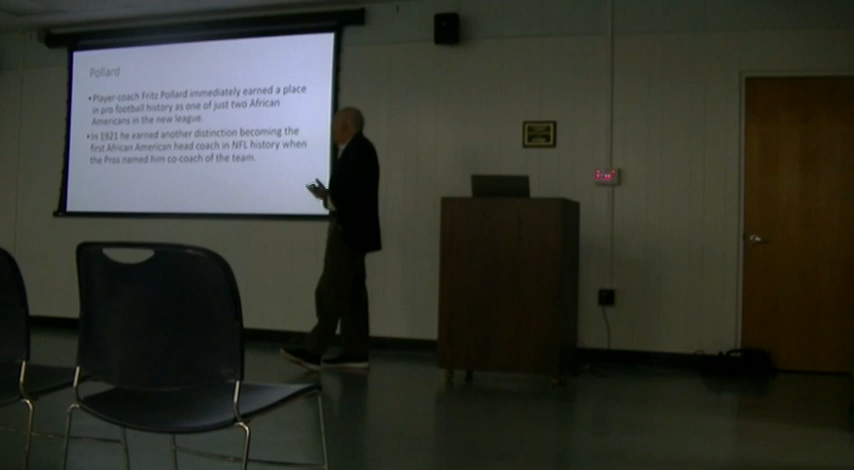 Pollard
•Player-coach Fritz Pollard immediately earned a place
in pro football history as one of just two African
Americans in the new league.
•In 1921 he earned another distinction becoming the
first African American head coach in NFL history when
the Pros named him co-coach of the team.